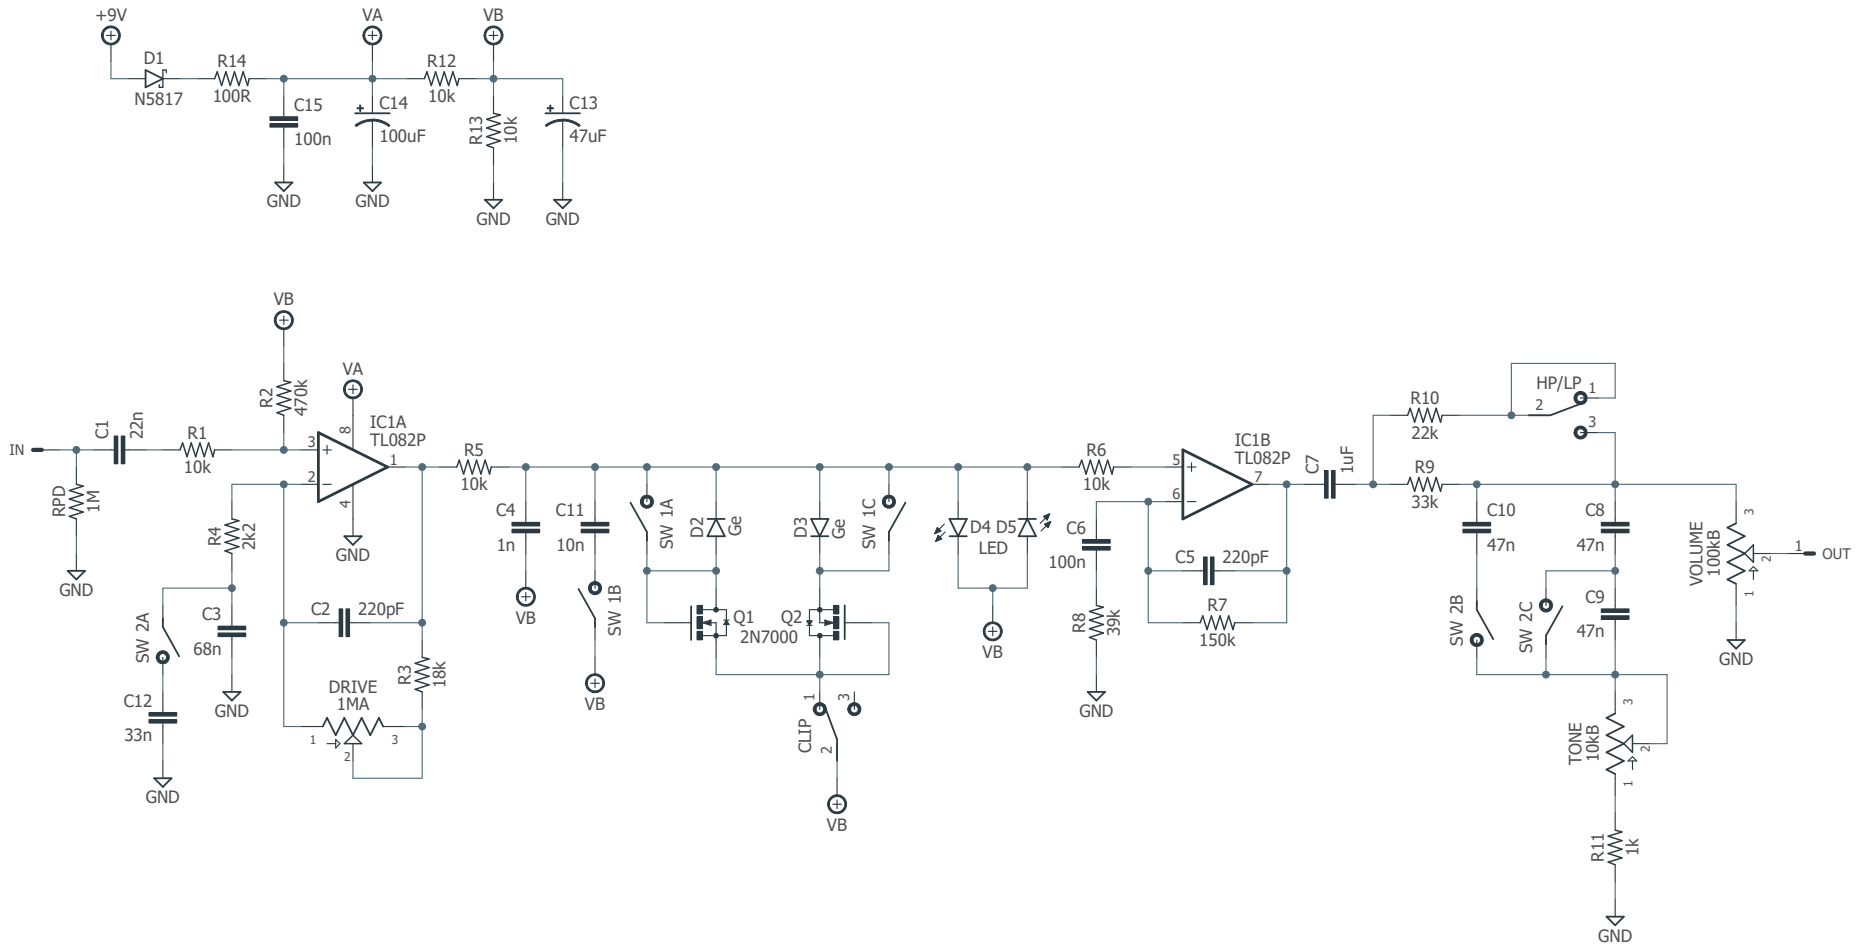 +9V
VA
VB
D1
N5817
R14
100R
C15
100n
C14
100uF
R12
10k
R13
10k
C13
47uF
+
+
GND
GND
GND
GND
VB
R2
470k
VA
IN
C1
22n
R1
10k
RPD
1M
GND
IC1A
TL082P
3
2
8
4
1
+
−
GND
R4
2k2
SW 2A
C3
68n
GND
C12
33n
GND
C2
220pF
R3
18k
DRIVE
1MA
1
2
3
R5
10k
C4
1n
VB
C11
10n
SW 1B
VB
SW 1A
D2
Ge
D3
Ge
SW 1C
Q1
Q2
2N7000
CLIP
1
3
2
VB
D4
D5
LED
VB
R6
10k
IC1B
TL082P
5
6
7
+
−
C6
100n
R8
39k
GND
C5
220pF
R7
150k
C7
1uF
R10
22k
R9
33k
HP/LP
1
2
3
C10
47n
C8
47n
SW 2B
SW 2C
C9
47n
TONE
10kB
3
2
1
R11
1k
GND
VOLUME
100kB
3
2
1
GND
1
OUT